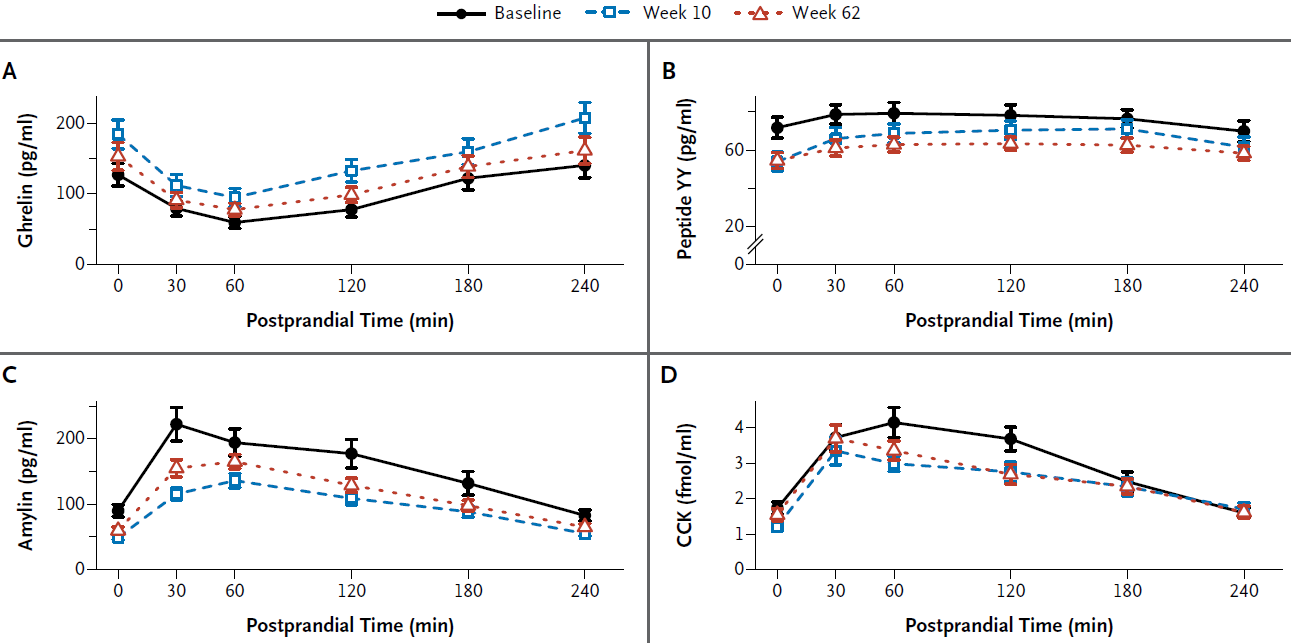 Baseline Week 10 Week 62
A
Ghrelin (pg/ml)
200
100
0
0 30 60 120 180 240
Postprandial Time (min)
B
Peptide YY (pg/ml)
60
20
0
0 30 60 120 180 240
Postprandial Time (min)
C
Amylin (pg/ml)
200
100
0
0 30 60 120 180 240
Postprandial Time (min)
D
CCK (fmol/ml)
4
3
2
1
0
0 30 60 120 180 240
Postprandial Time (min)